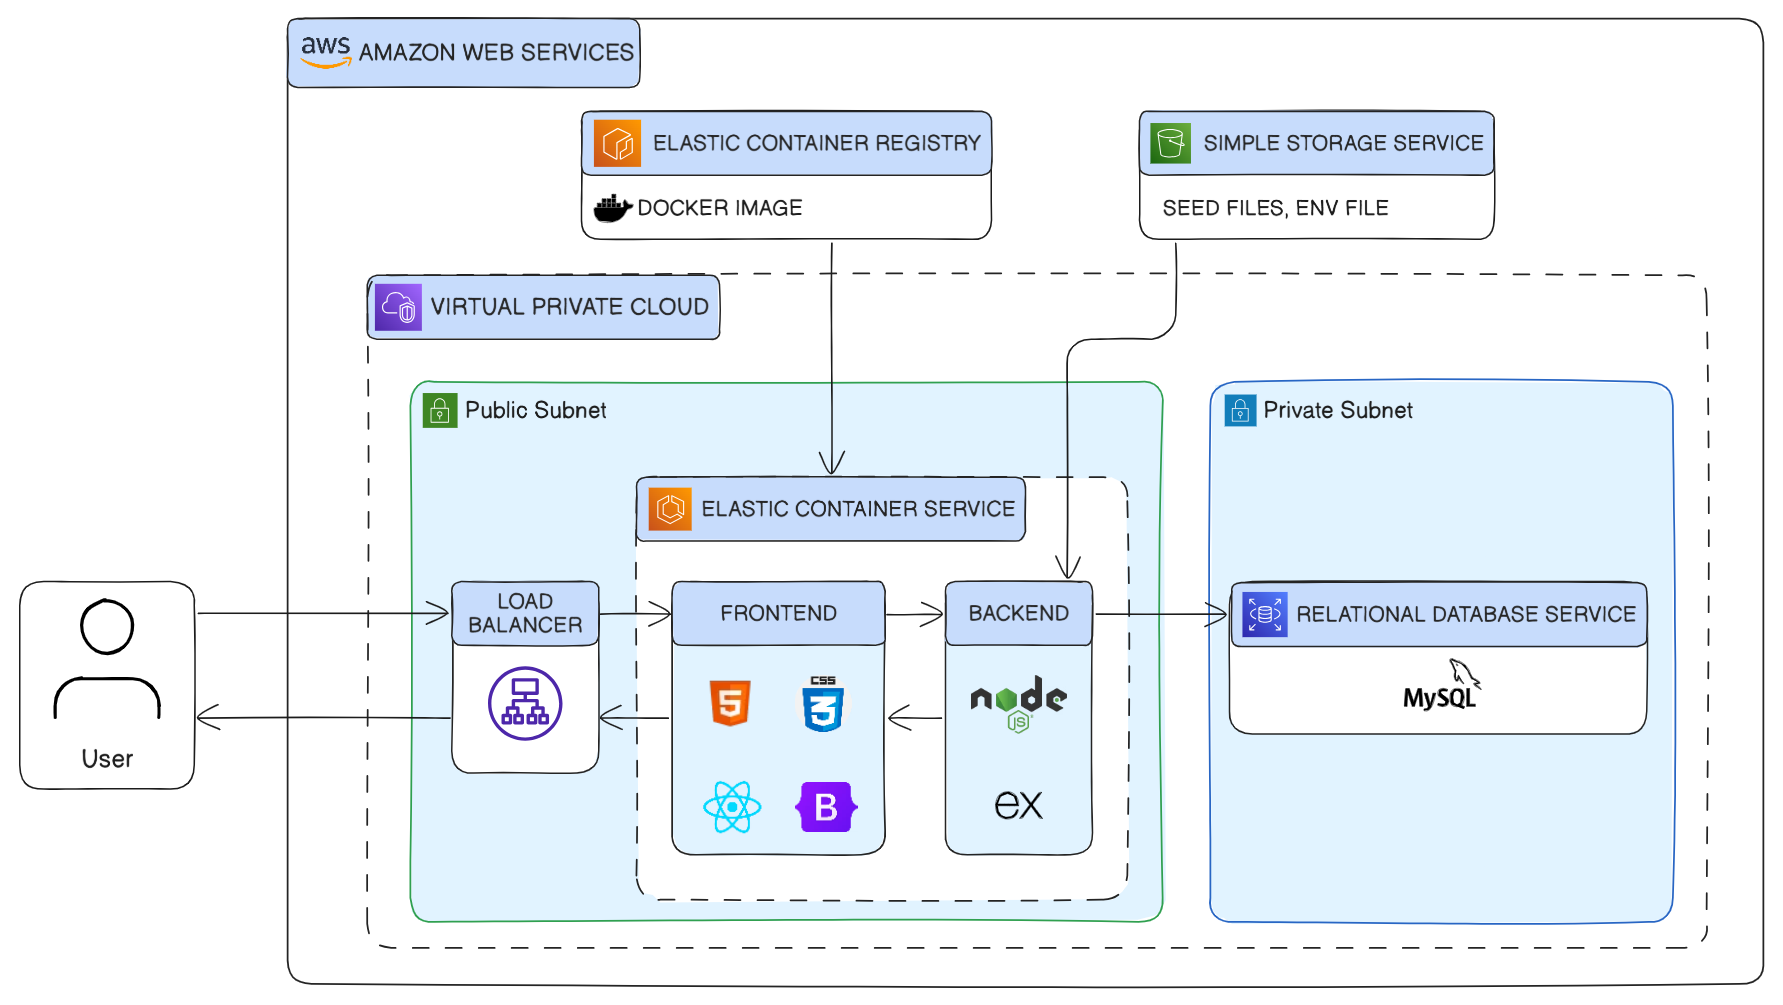 aws AMAZON WEB SERVICES
ELASTIC CONTAINER REGISTRY
DOCKER IMAGE
SIMPLE STORAGE SERVICE
SEED FILES, ENV FILE
VIRTUAL PRIVATE CLOUD
Public Subnet
Private Subnet
ELASTIC CONTAINER SERVICE
User
LOAD
BALANCER
FRONTEND
5
CSS
3
B
BACKEND
node
JS
ex
RELATIONAL DATABASE SERVICE
MySQL